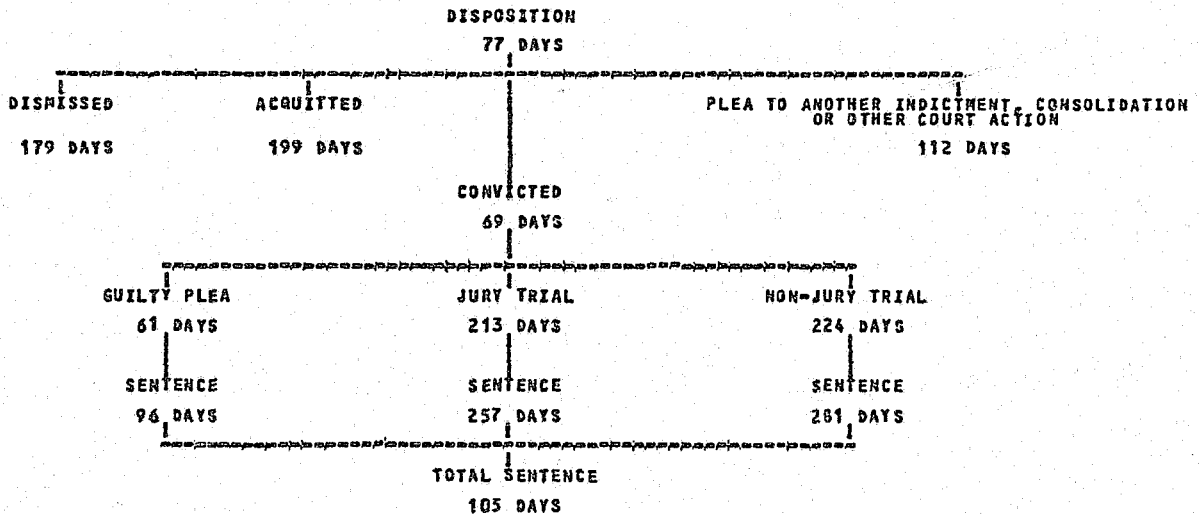 DISPOSITION
77 DAYS
DISMISSED ACQUITTED PLEA TO ANOTHER INDICTMENT, CONSOLIDATION
OR OTHER COURT ACTION
179 DAYS 199 DAYS 112 DAYS
CONVICTED
69 DAYS
GUILTY PLEA JURY TRIAL NON-JURY TRIAL
61 DAYS 213 DAYS 224 DAYS
SENTENCE SENTENCE SENTENCE
96 DAYS 257 DAYS 281 DAYS
TOTAL SENTENCE
105 DAYS